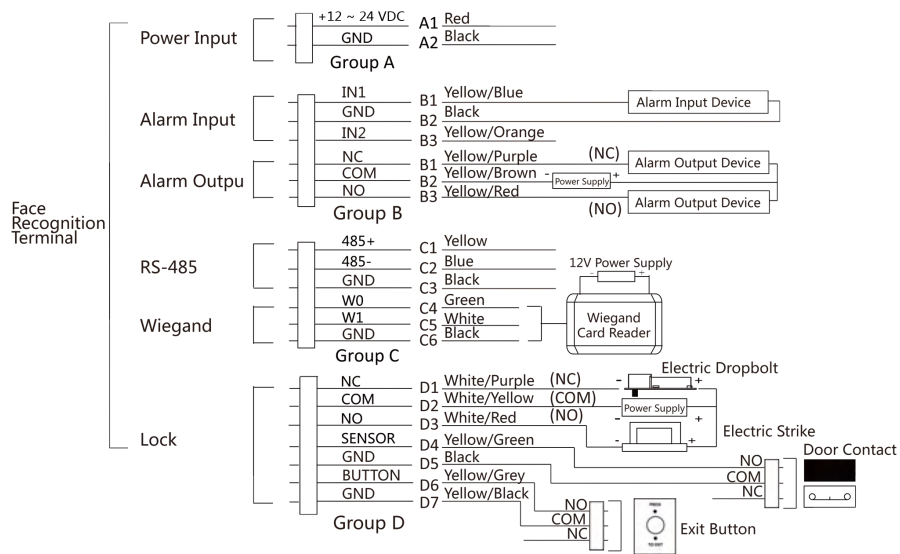 +12 ~ 24 VDC A1 Red
Power Input GND A2 Black
Group A
IN1 B1 Yellow/Blue Alarm Input Device
Alarm Input GND B2 Black
IN2 B3 Yellow/Orange
NC B1 Yellow/Purple (NC) Alarm Output Device
Alarm Outpu COM B2 Yellow/Brown - Power Supply +
NO B3 Yellow/Red (NO) Alarm Output Device
Group B
Face
Recognition
Terminal
485+ C1 Yellow
RS-485 485- C2 Blue
GND C3 Black
12V Power Supply
- +
W0 C4 Green
Wiegand W1 C5 White
GND C6 Black
Wiegand
Card Reader
Group C
Electric Dropbolt
NC D1 White/Purple (NC) - +
COM D2 White/Yellow (COM) Power Supply
- +
NO D3 White/Red (NO)
Electric Strike
- +
Lock SENSOR D4 Yellow/Green
GND D5 Black
BUTTON D6 Yellow/Grey
GND D7 Yellow/Black
Group D
Door Contact
NO
COM
NC
NO
COM
NC
PRESS
TO EXIT
Exit Button